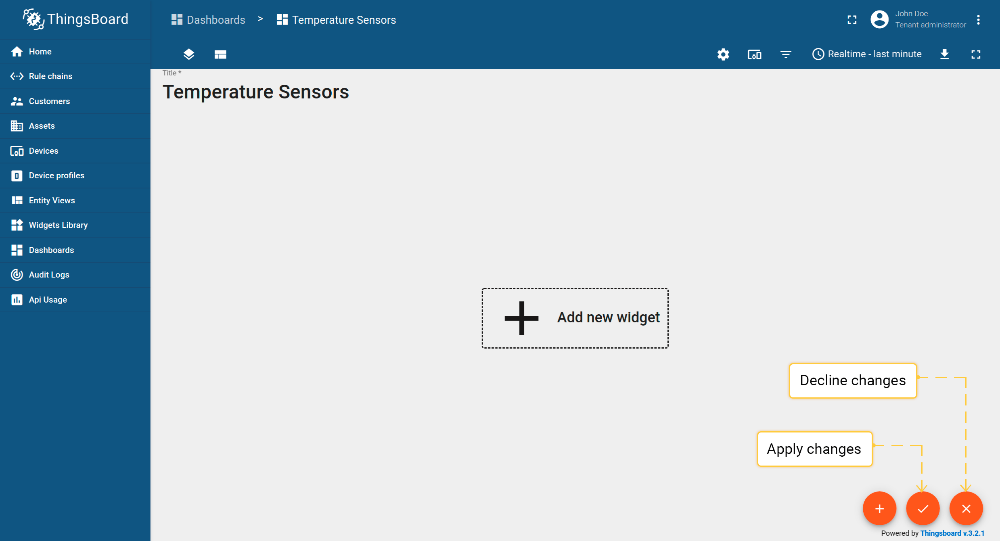 ThingsBoard
Dashboards > Temperature Sensors
John Doe
Tenant administrator
Home
Rule chains
Customers
Assets
Devices
Device profiles
Entity Views
Widgets Library
Dashboards
Audit Logs
Api Usage
Realtime - last minute
Title *
Temperature Sensors
Add new widget
Decline changes
Apply changes
Powered by Thingsboard v.3.2.1